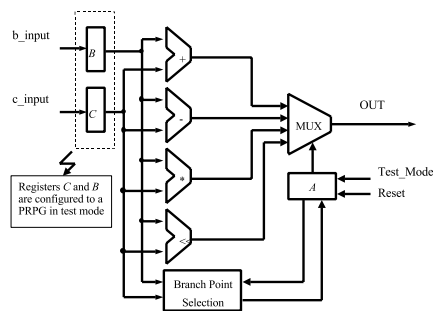 b_input
B
c_input
C
+
-
*
<<
MUX
OUT
A
Test_Mode
Reset
Registers C and B
are configured to a
PRPG in test mode
Branch Point
Selection